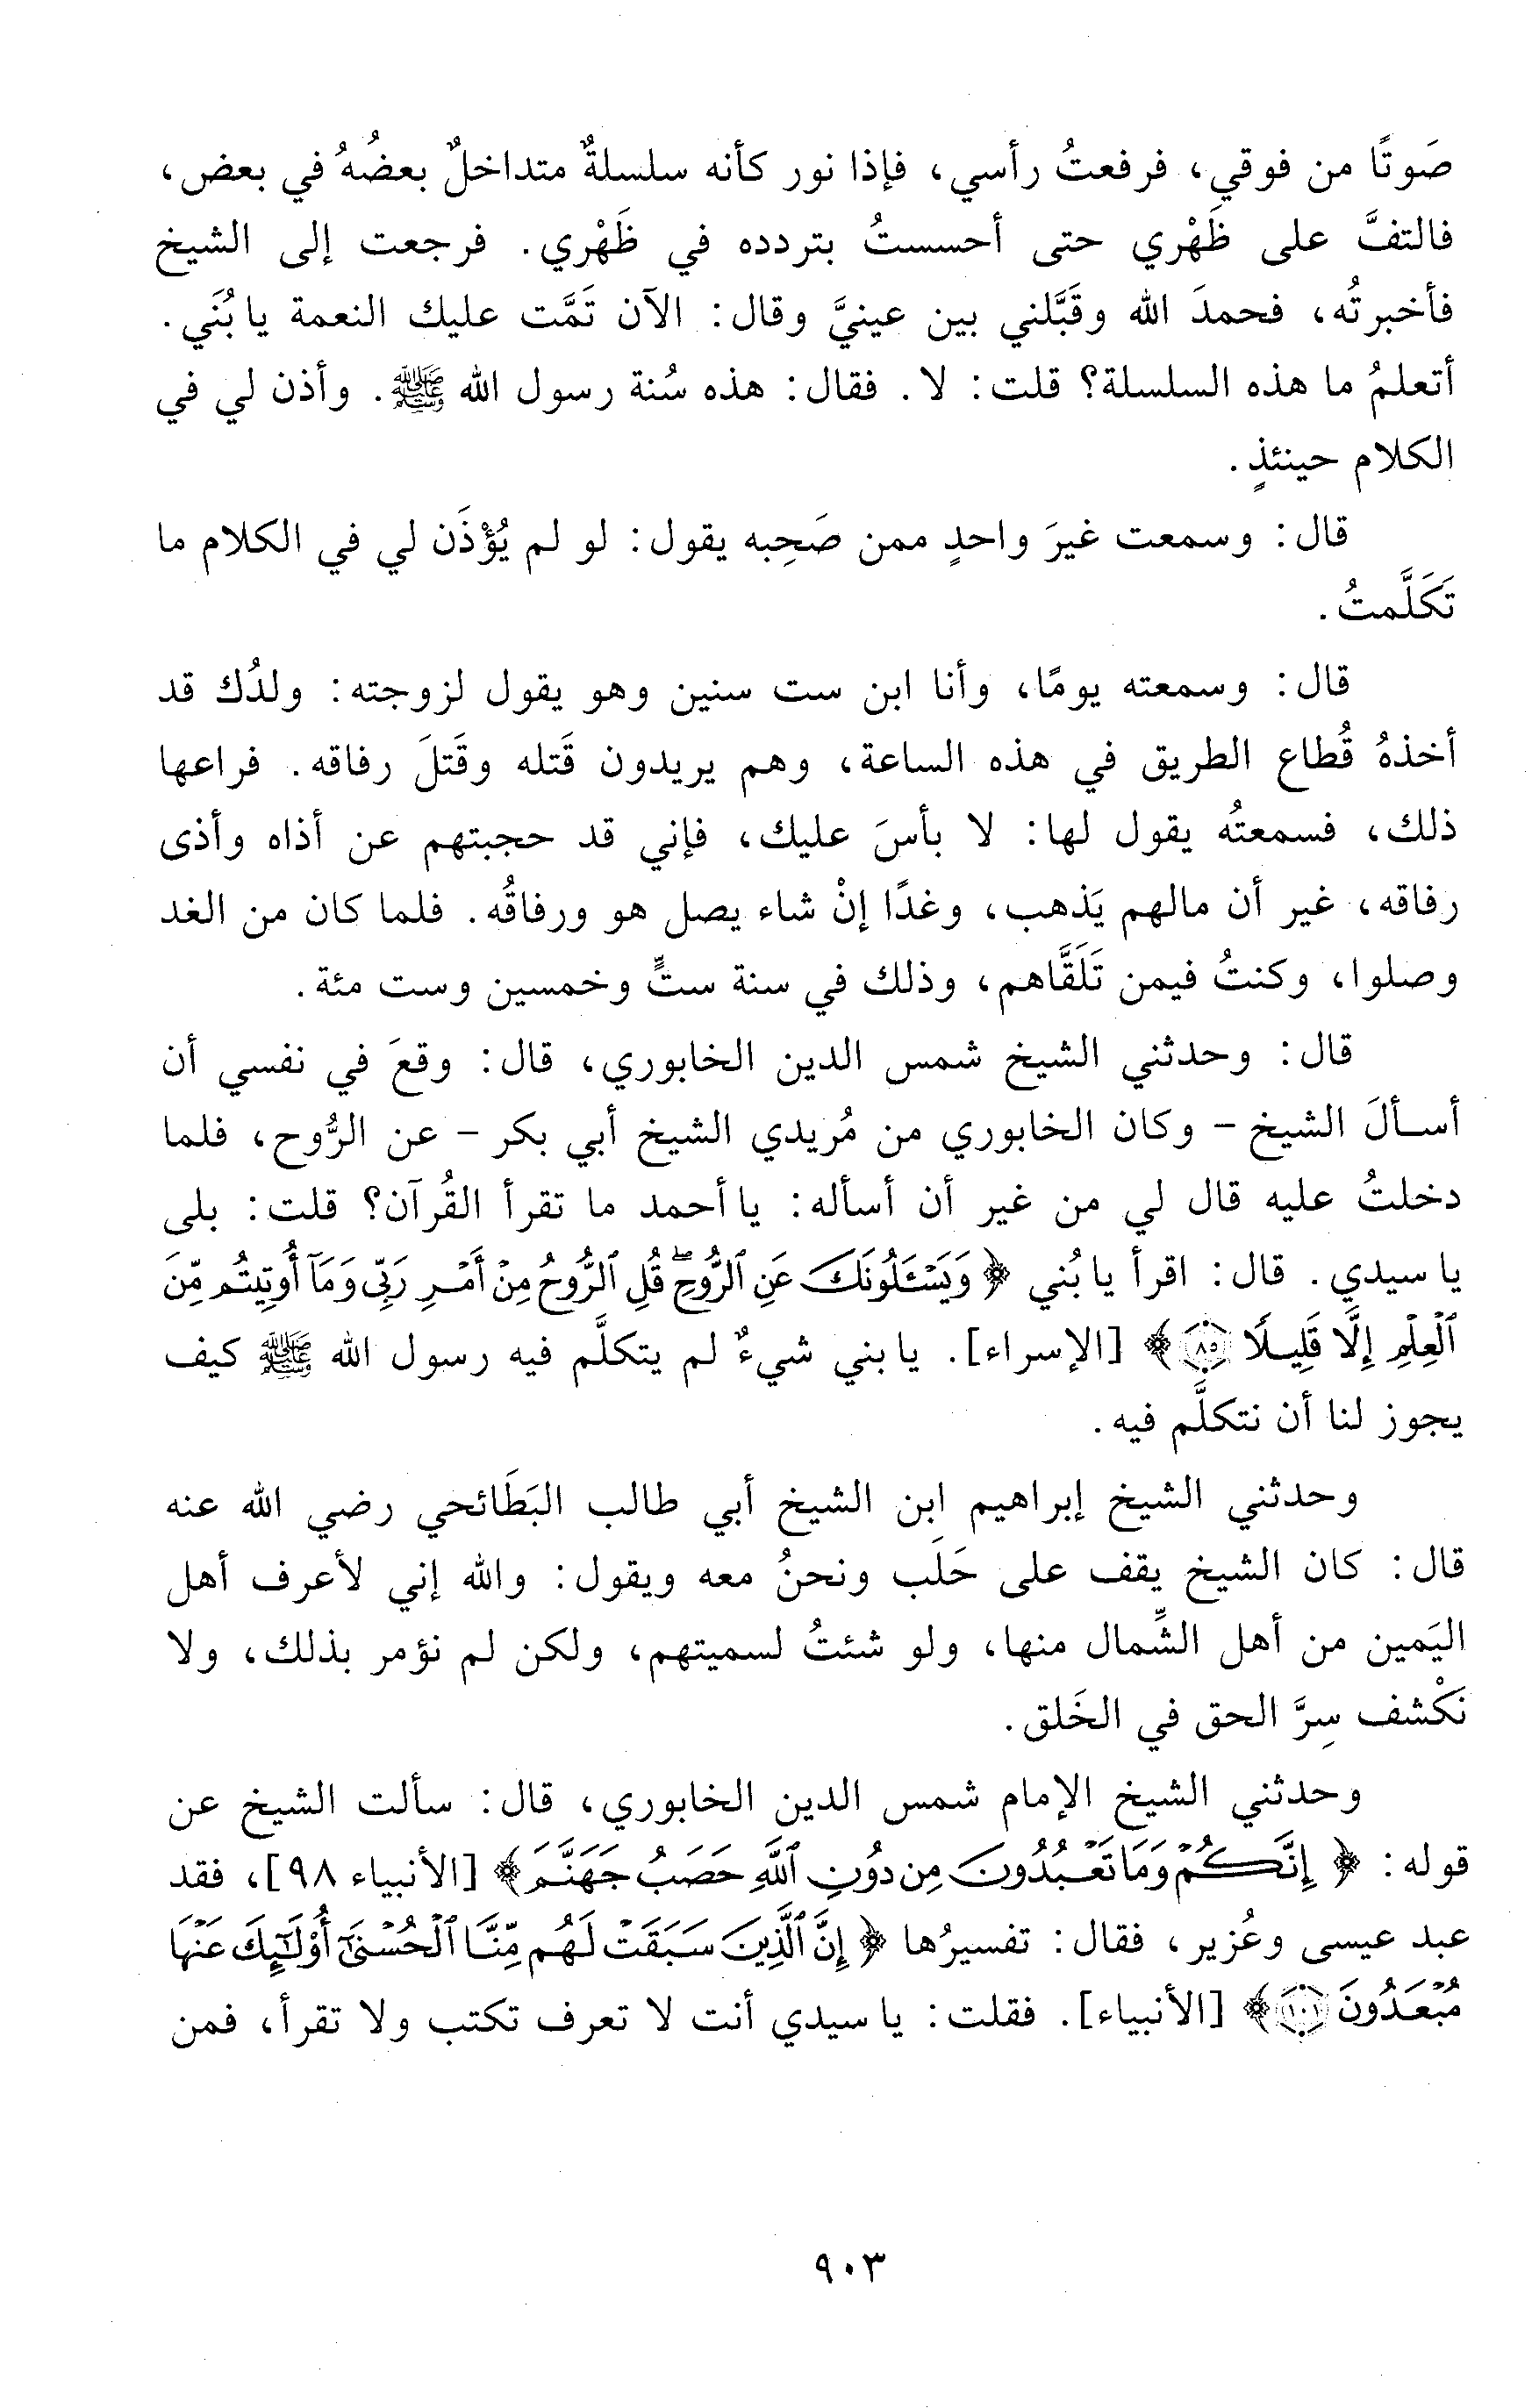 صَوتًا من فوقي، فرفعتُ رأسي، فإذا نور كأنه سلسلةٌ متداخلٌ بعضُهُ في بعض،
فالتفَّ على ظَهْري حتى أحسستُ بتردده في ظَهْري. فرجعت إلى الشيخ
فأخبرتُه، فحمدَ الله وقَبَّلني بين عينيَّ وقال: الآن تَمَّت عليك النعمة يا بُنَي.
أتعلمُ ما هذه السلسلة؟ قلت: لا. فقال: هذه سُنة رسول الله ﷺ. وأذن لي في
الكلام حينئذٍ.
قال: وسمعت غيرَ واحدٍ ممن صَحِبه يقول: لو لم يُؤْذَن لي في الكلام ما
تَكَلَّمتُ.
قال: وسمعته يومًا، وأنا ابن ست سنين وهو يقول لزوجته: ولدُك قد
أخذهُ قُطاع الطريق في هذه الساعة، وهم يريدون قَتله وقَتلَ رفاقه. فراعها
ذلك، فسمعتُه يقول لها: لا بأسَ عليك، فإني قد حجبتهم عن أذاه وأذى
رفاقه، غير أن مالهم يَذهب، وغدًا إنْ شاء يصل هو ورفاقُه. فلما كان من الغد
وصلوا، وكنتُ فيمن تَلَقَّاهم، وذلك في سنة ستٍّ وخمسين وست مئة.
قال: وحدثني الشيخ شمس الدين الخابوري، قال: وقعَ في نفسي أن
أسألَ الشيخ - وكان الخابوري من مُريدي الشيخ أبي بكر - عن الرُّوح، فلما
دخلتُ عليه قال لي من غير أن أسأله: يا أحمد ما تقرأ القُرآن؟ قلت: بلى
يا سيدي. قال: اقرأ يا بُني ﴿وَيَسْـَٔلُونَكَ عَنِ ٱلرُّوحِ ۖ قُلِ ٱلرُّوحُ مِنْ أَمْرِ رَبِّى وَمَآ أُوتِيتُم مِّنَ
ٱلْعِلْمِ إِلَّا قَلِيلًا ٨٥﴾ [الإسراء]. يا بني شيءٌ لم يتكلَّم فيه رسول الله ﷺ كيف
يجوز لنا أن نتكلَّم فيه.
وحدثني الشيخ إبراهيم ابن الشيخ أبي طالب البَطَائحي رضي الله عنه
قال: كان الشيخ يقف على حَلَب ونحنُ معه ويقول: والله إني لأعرف أهل
اليَمين من أهل الشِّمال منها، ولو شئتُ لسميتهم، ولكن لم نؤمر بذلك، ولا
نَكْشف سِرَّ الحق في الخَلق.
وحدثني الشيخ الإمام شمس الدين الخابوري، قال: سألت الشيخ عن
قوله: ﴿إِنَّكُمْ وَمَا تَعْبُدُونَ مِن دُونِ ٱللَّهِ حَصَبُ جَهَنَّمَ﴾ [الأنبياء ٩٨]، فقد
عبد عيسى وعُزير، فقال: تفسيرُها ﴿إِنَّ ٱلَّذِينَ سَبَقَتْ لَهُم مِّنَّا ٱلْحُسْنَىٰٓ أُو۟لَٰٓئِكَ عَنْهَا
مُبْعَدُونَ ١٠١﴾ [الأنبياء]. فقلت: يا سيدي أنت لا تعرف تكتب ولا تقرأ، فمن
٩٠٣